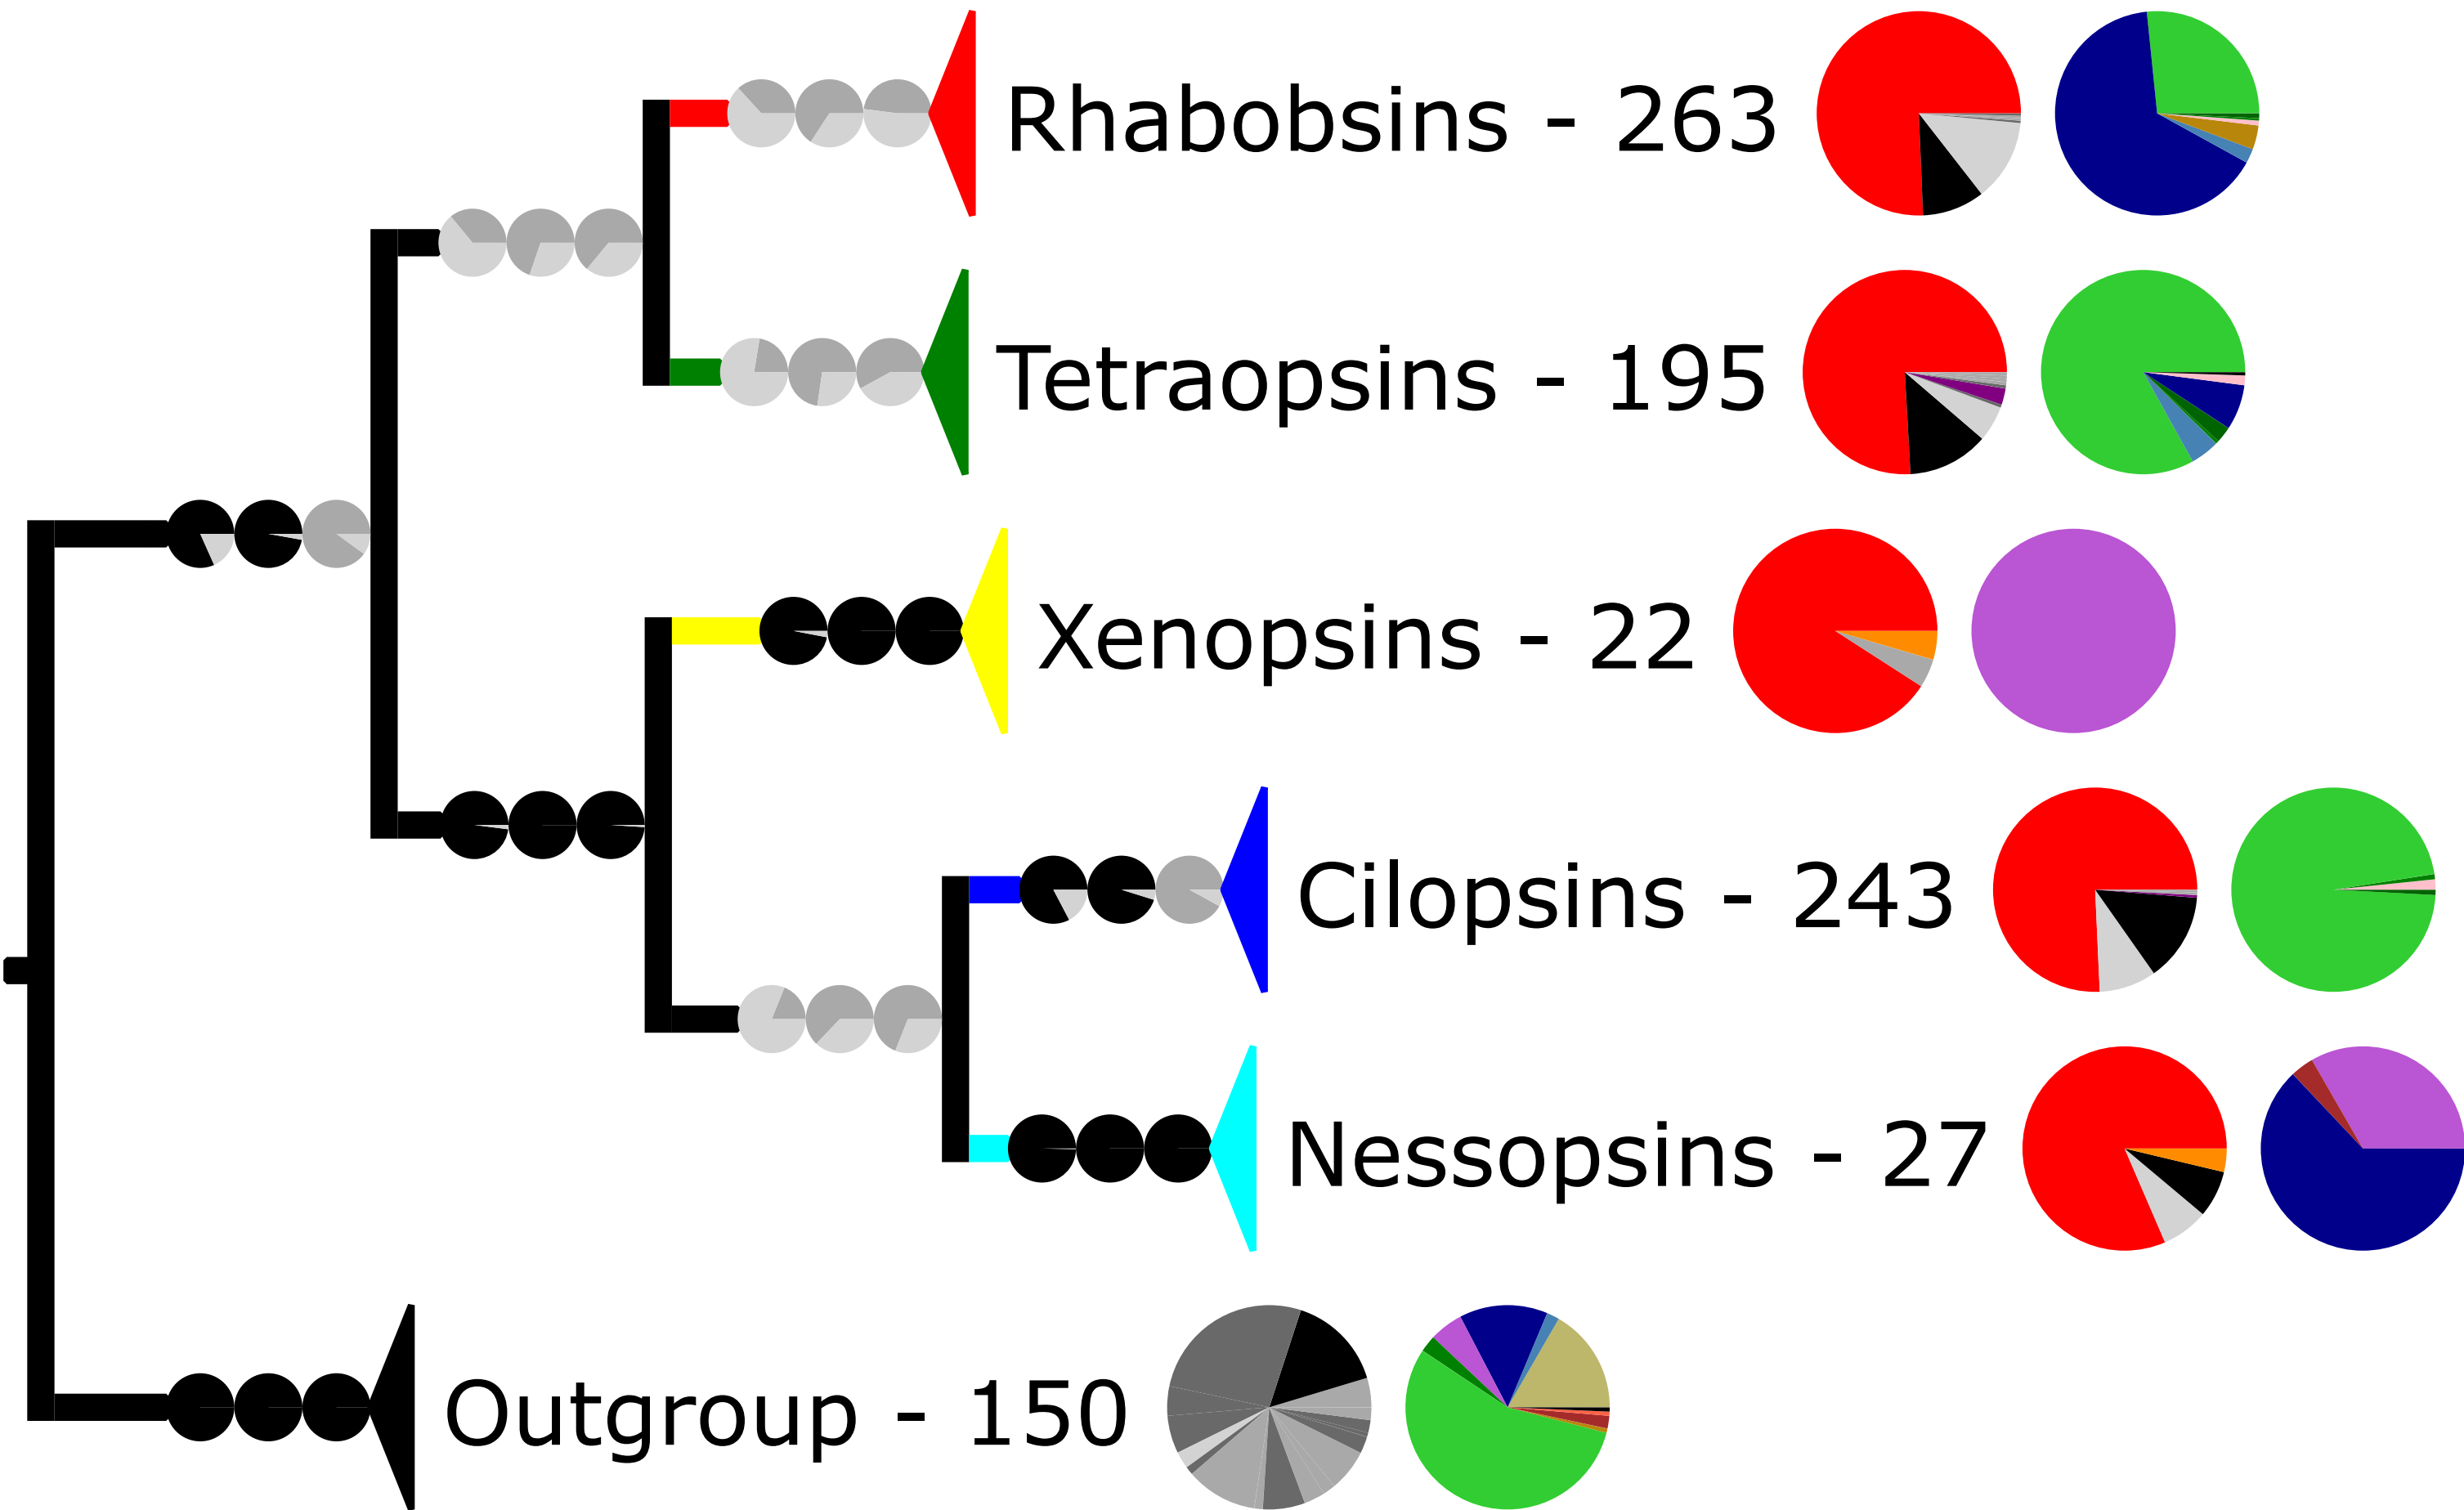 Rhabobsins - 263
Tetraopsins - 195
Xenopsins - 22
Cilopsins - 243
Nessopsins - 27
Outgroup - 150